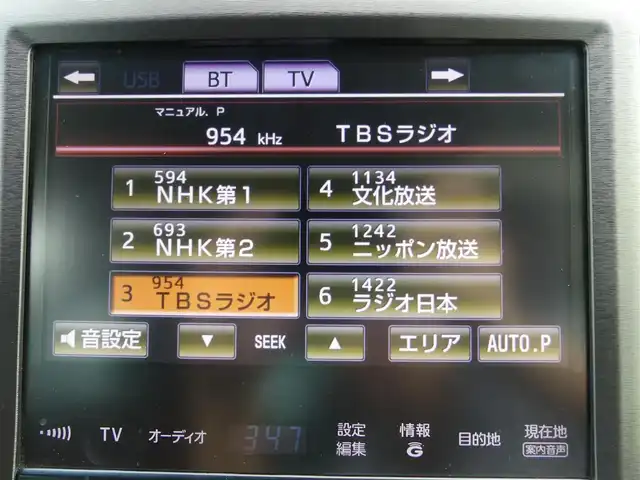 USB BT TV
マニュアル. P
954 kHz TBSラジオ
1 594 NHK第1
4 1134 文化放送
2 693 NHK第2
5 1242 ニッポン放送
3 954 TBSラジオ
6 1422 ラジオ日本
音設定 ▼ SEEK ▲ エリア AUTO.P
TV オーディオ 347 設定編集 情報G 目的地 現在地 案内音声